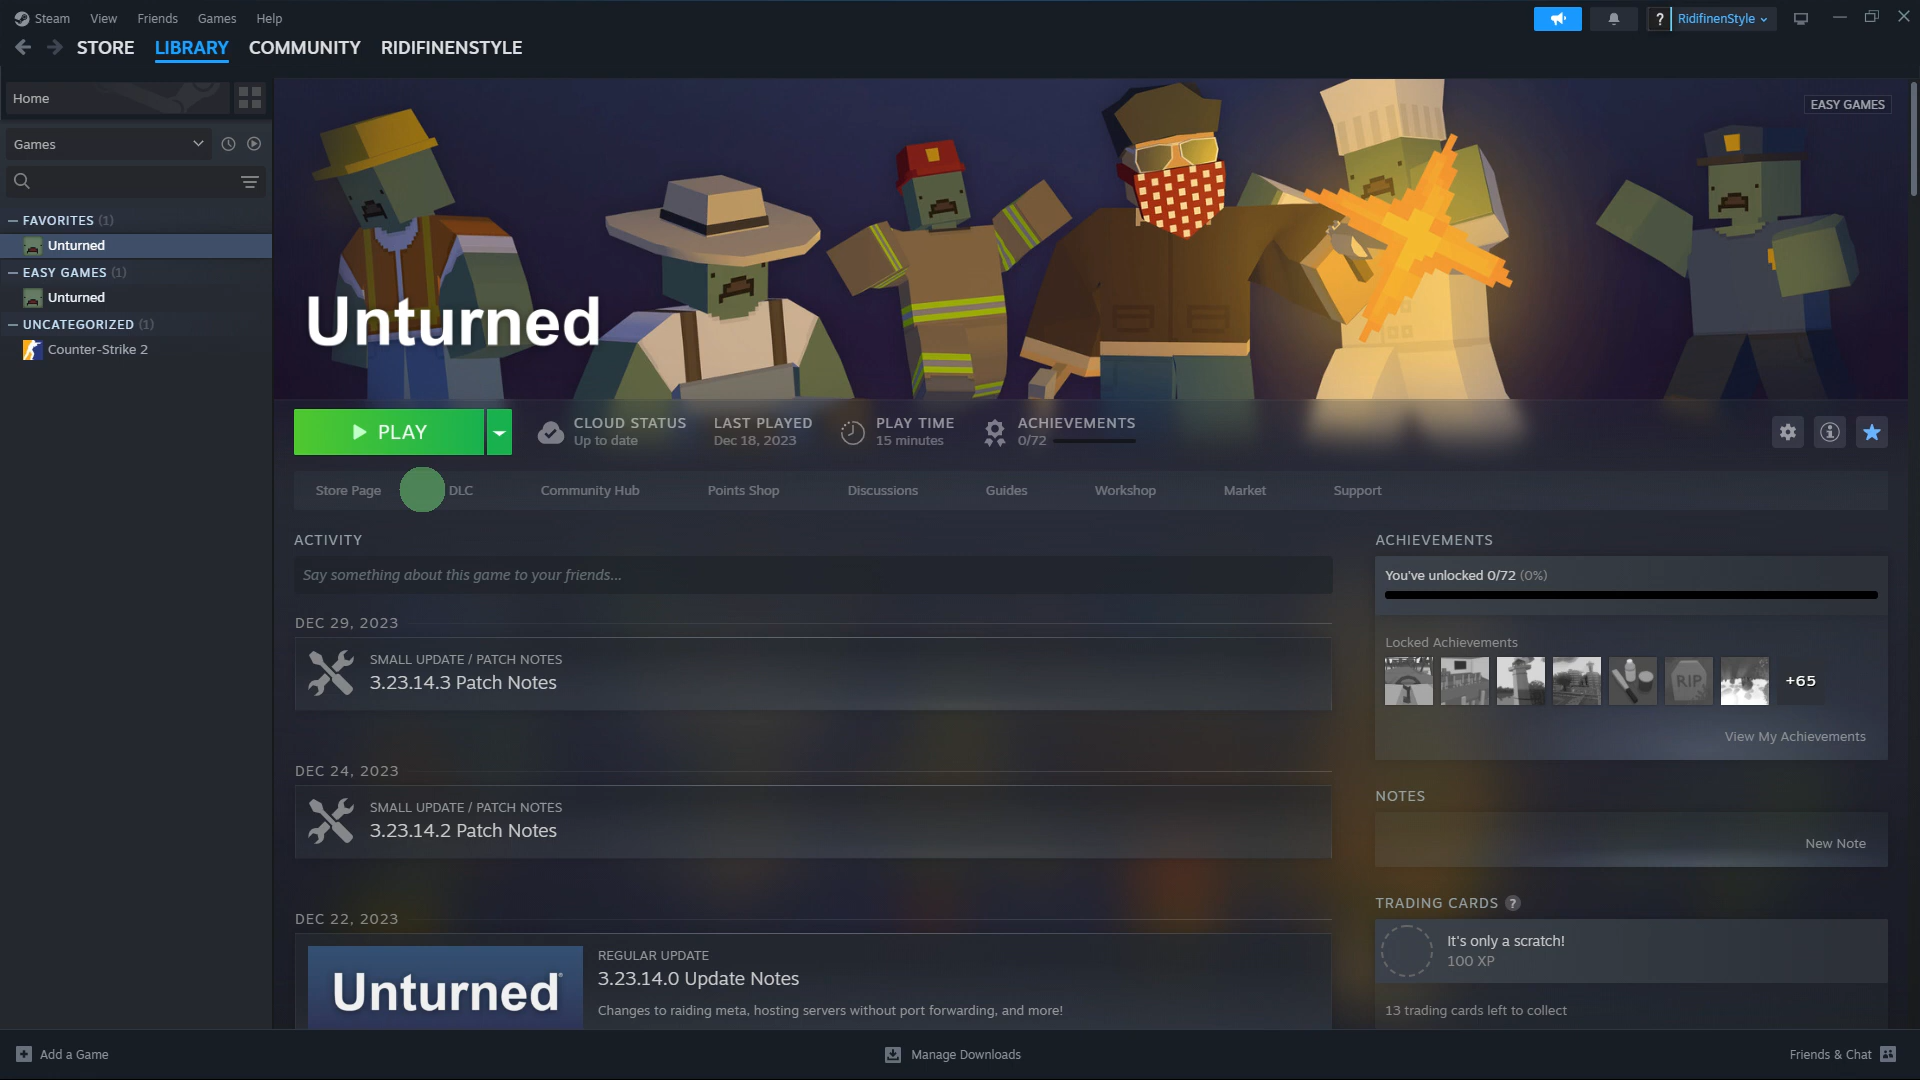 Steam
View
Friends
Games
Help
?
RidifinenStyle
STORE
LIBRARY
COMMUNITY
RIDIFINENSTYLE
Home
Games
FAVORITES (1)
Unturned
EASY GAMES (1)
Unturned
UNCATEGORIZED (1)
Counter-Strike 2
EASY GAMES
Unturned
PLAY
CLOUD STATUS
Up to date
LAST PLAYED
Dec 18, 2023
PLAY TIME
15 minutes
ACHIEVEMENTS
0/72
Store Page
DLC
Community Hub
Points Shop
Discussions
Guides
Workshop
Market
Support
ACTIVITY
Say something about this game to your friends...
DEC 29, 2023
SMALL UPDATE / PATCH NOTES
3.23.14.3 Patch Notes
DEC 24, 2023
SMALL UPDATE / PATCH NOTES
3.23.14.2 Patch Notes
DEC 22, 2023
Unturned
REGULAR UPDATE
3.23.14.0 Update Notes
Changes to raiding meta, hosting servers without port forwarding, and more!
ACHIEVEMENTS
You've unlocked 0/72 (0%)
Locked Achievements
RIP
+65
View My Achievements
NOTES
New Note
TRADING CARDS ?
It's only a scratch!
100 XP
13 trading cards left to collect
Add a Game
Manage Downloads
Friends & Chat